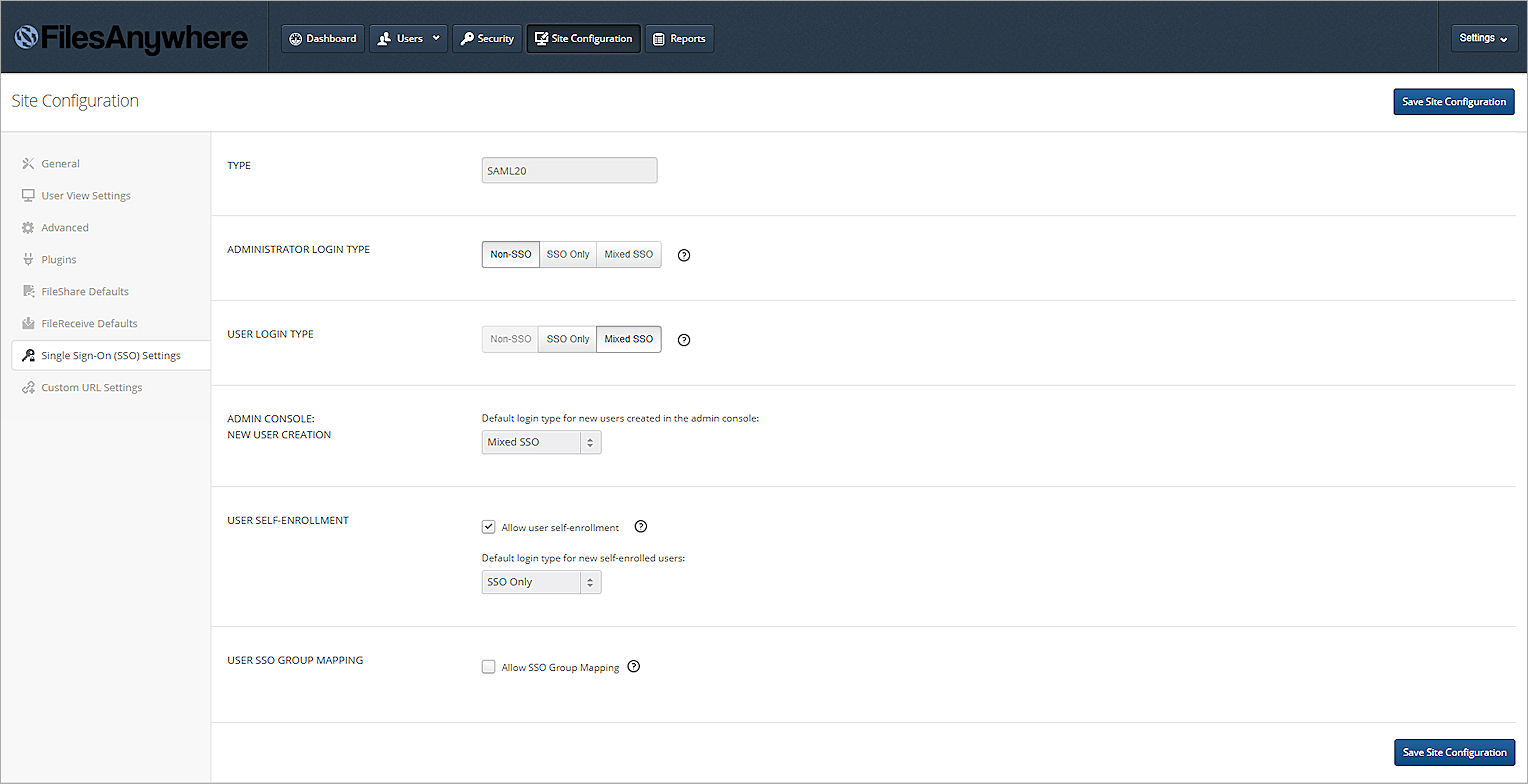 FilesAnywhere
Dashboard
Users
Security
Site Configuration
Reports
Settings
Site Configuration
Save Site Configuration
General
User View Settings
Advanced
Plugins
FileShare Defaults
FileReceive Defaults
Single Sign-On (SSO) Settings
Custom URL Settings
TYPE
SAML20
ADMINISTRATOR LOGIN TYPE
Non-SSO
SSO Only
Mixed SSO
?
USER LOGIN TYPE
Non-SSO
SSO Only
Mixed SSO
?
ADMIN CONSOLE:
NEW USER CREATION
Default login type for new users created in the admin console:
Mixed SSO
USER SELF-ENROLLMENT
Allow user self-enrollment
?
Default login type for new self-enrolled users:
SSO Only
USER SSO GROUP MAPPING
Allow SSO Group Mapping
?
Save Site Configuration